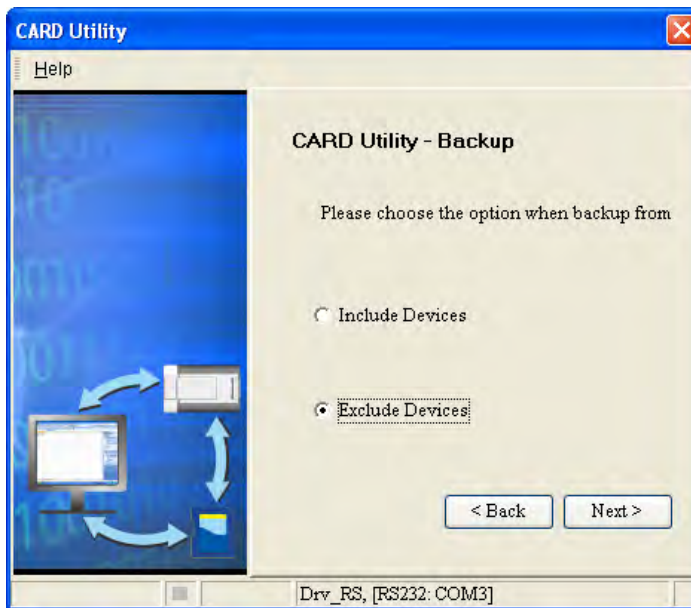 CARD Utility
Help
CARD Utility - Backup
Please choose the option when backup from
Include Devices
Exclude Devices
< Back
Next >
Drv_RS, [RS232: COM3]